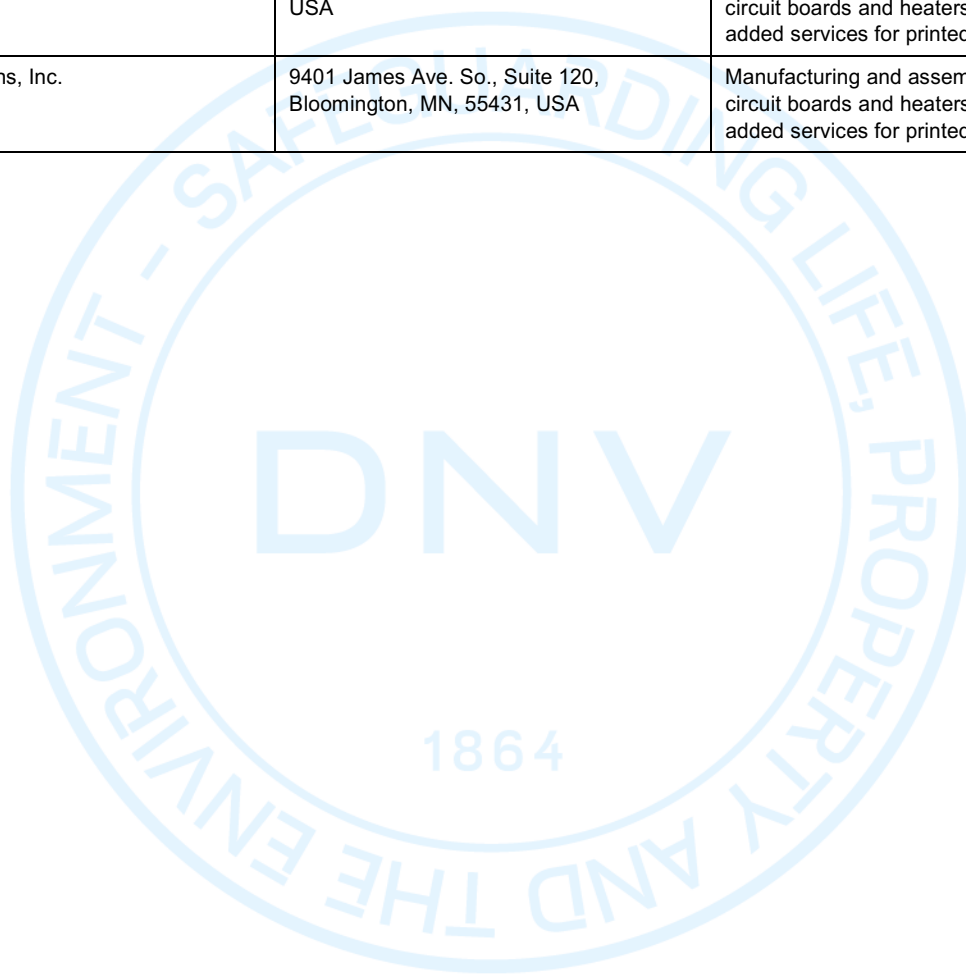 USA
circuit boards and heaters
added services for printed
ns, Inc.
9401 James Ave. So., Suite 120,
Bloomington, MN, 55431, USA
Manufacturing and assem
circuit boards and heaters
added services for printed
SAFEGUARDING LIFE, PROPERTY AND THE ENVIRONMENT -
DNV
1864